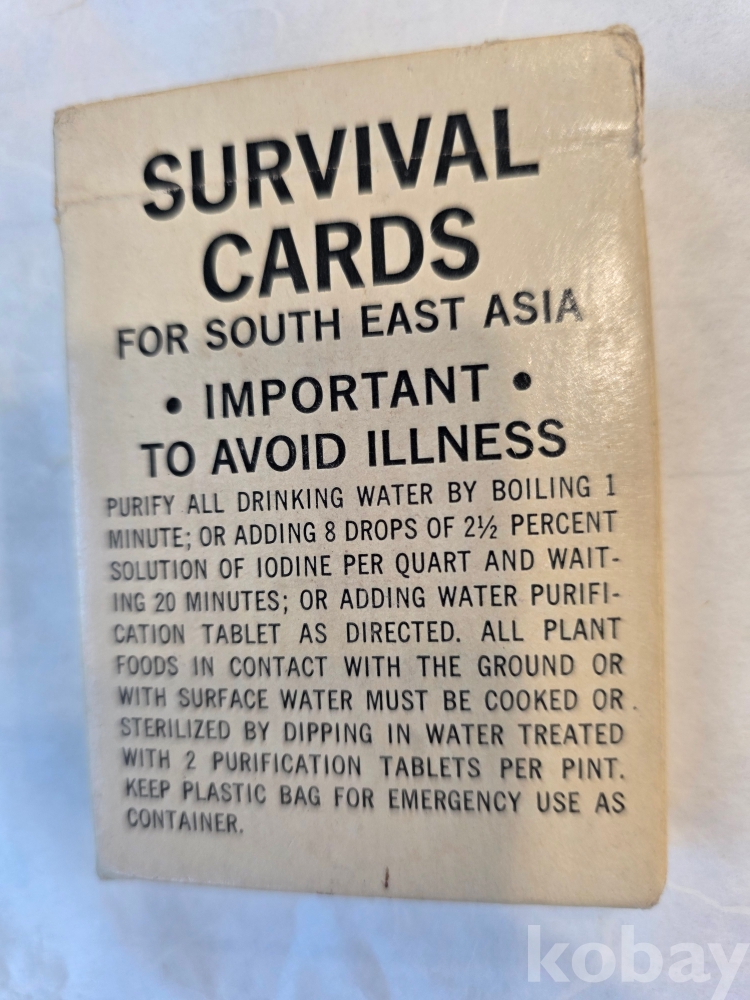 SURVIVAL
CARDS
FOR SOUTH EAST ASIA
• IMPORTANT •
TO AVOID ILLNESS
PURIFY ALL DRINKING WATER BY BOILING 1
MINUTE; OR ADDING 8 DROPS OF 2½ PERCENT
SOLUTION OF IODINE PER QUART AND WAIT-
ING 20 MINUTES; OR ADDING WATER PURIFI-
CATION TABLET AS DIRECTED. ALL PLANT
FOODS IN CONTACT WITH THE GROUND OR
WITH SURFACE WATER MUST BE COOKED OR
STERILIZED BY DIPPING IN WATER TREATED
WITH 2 PURIFICATION TABLETS PER PINT.
KEEP PLASTIC BAG FOR EMERGENCY USE AS
CONTAINER.
kobay